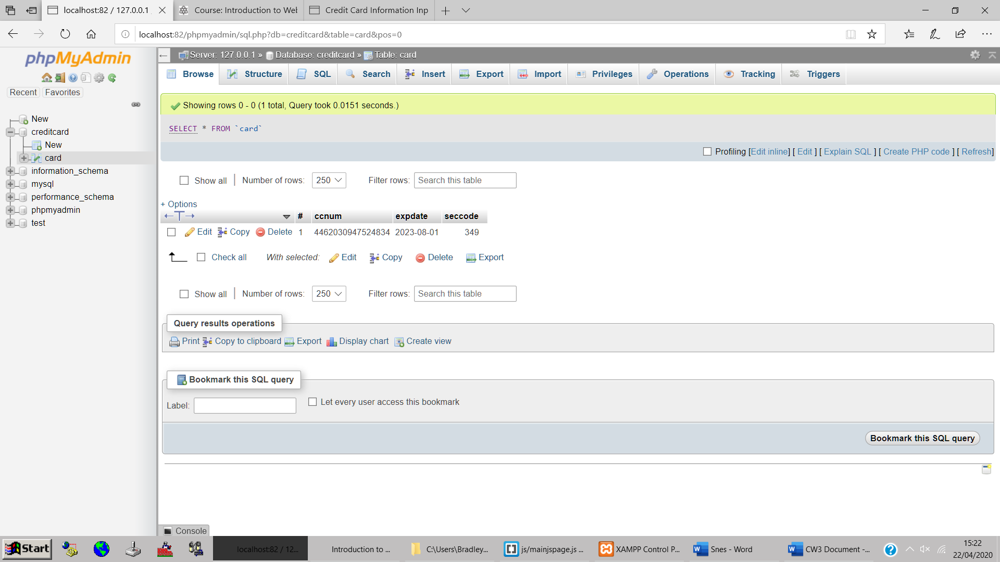 localhost:82 / 127.0.0.1
Course: Introduction to Web
Credit Card Information Inp
localhost:82/phpmyadmin/sql.php?db=creditcard&table=card&pos=0
phpMyAdmin
Recent Favorites
New
creditcard
New
card
information_schema
mysql
performance_schema
phpmyadmin
test
Server: 127.0.0.1 » Database: creditcard » Table: card
Browse Structure SQL Search Insert Export Import Privileges Operations Tracking Triggers
Showing rows 0 - 0 (1 total, Query took 0.0151 seconds.)
SELECT * FROM `card`
Profiling [Edit inline] [ Edit ] [ Explain SQL ] [ Create PHP code ] [ Refresh]
Show all Number of rows: 250 Filter rows: Search this table
+ Options
# ccnum expdate seccode
Edit Copy Delete 1 4462030947524834 2023-08-01 349
Check all With selected: Edit Copy Delete Export
Show all Number of rows: 250 Filter rows: Search this table
Query results operations
Print Copy to clipboard Export Display chart Create view
Bookmark this SQL query
Label: Let every user access this bookmark
Bookmark this SQL query
Console
Start
localhost:82 / 12...
Introduction to ...
C:\Users\Bradley...
js/mainjspage.js ...
XAMPP Control P...
Snes - Word
CW3 Document -...
15:22
22/04/2020